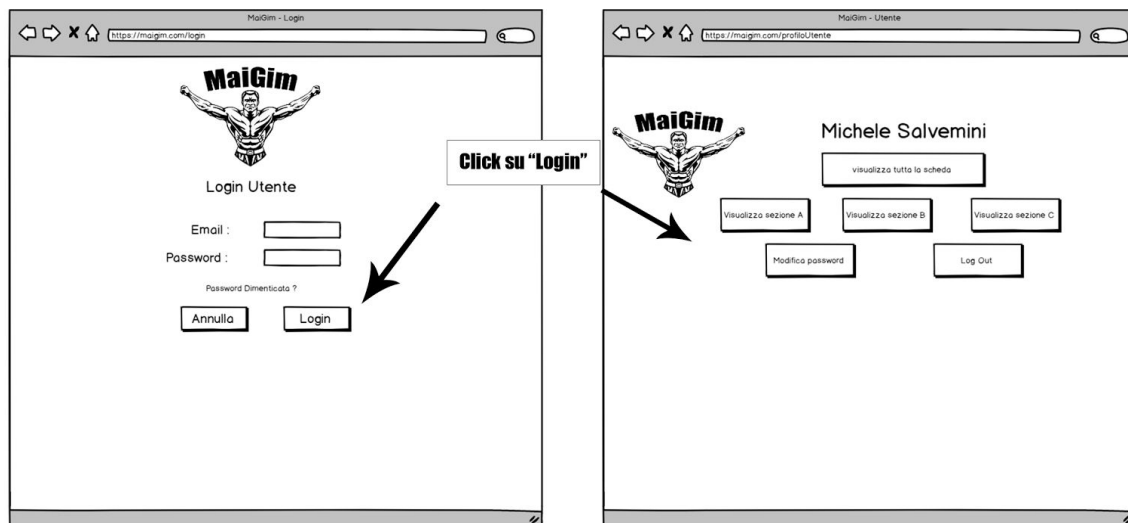 MaiGim - Login
https://maigim.com/login
MaiGim
Login Utente
Email :
Password :
Password Dimenticata ?
Annulla
Login
Click su “Login”
MaiGim - Utente
https://maigim.com/profiloUtente
MaiGim
Michele Salvemini
visualizza tutta la scheda
Visualizza sezione A
Visualizza sezione B
Visualizza sezione C
Modifica password
Log Out